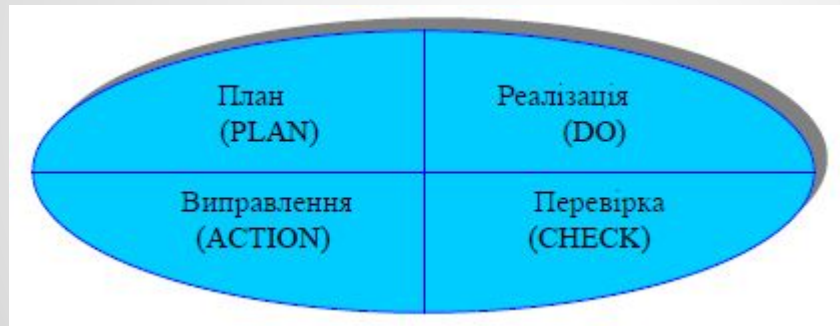 План
(PLAN)
Реалізація
(DO)
Виправлення
(ACTION)
Перевірка
(CHECK)